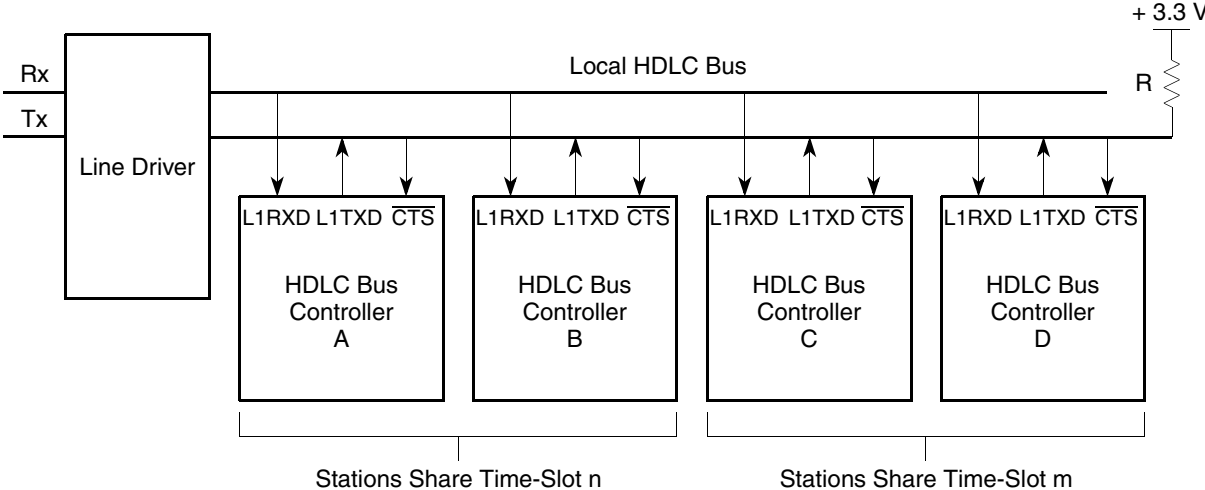 + 3.3 V
Rx
Local HDLC Bus
R
Tx
Line Driver
L1RXD L1TXD CTS
L1RXD L1TXD CTS
L1RXD L1TXD CTS
L1RXD L1TXD CTS
HDLC Bus
Controller
A
HDLC Bus
Controller
B
HDLC Bus
Controller
C
HDLC Bus
Controller
D
Stations Share Time-Slot n
Stations Share Time-Slot m